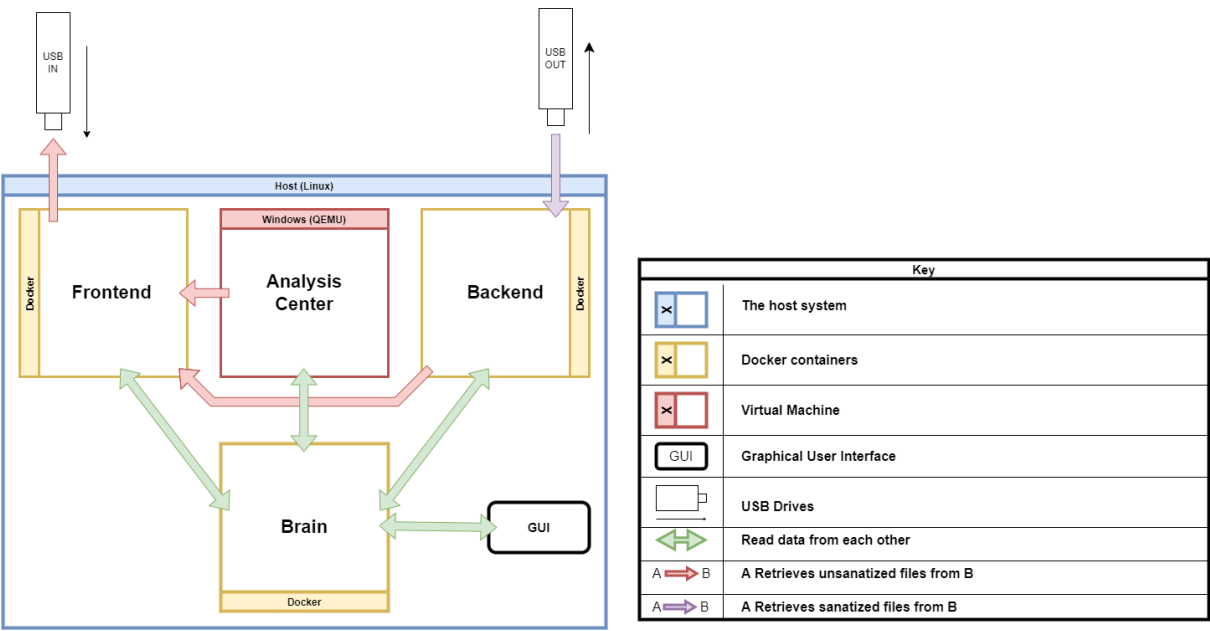 USB
IN
USB
OUT
Host (Linux)
Docker
Frontend
Windows (QEMU)
Analysis
Center
Backend
Docker
Brain
Docker
GUI
Key
X
The host system
X
Docker containers
X
Virtual Machine
GUI
Graphical User Interface
USB Drives
Read data from each other
A B
A Retrieves unsanatized files from B
A B
A Retrieves sanatized files from B